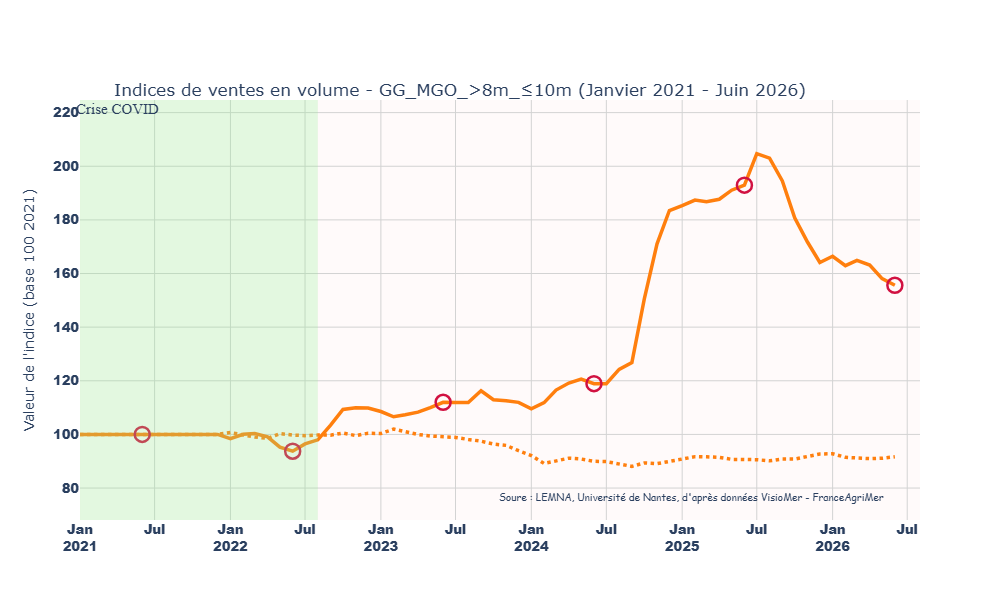 Indices de ventes en volume - GG_MGO_>8m_≤10m (Janvier 2021 - Juin 2026)
Crise COVID
Valeur de l'indice (base 100 2021)
220
200
180
160
140
120
100
80
Soure : LEMNA, Université de Nantes, d'après données VisioMer - FranceAgriMer
Jan Jul Jan Jul Jan Jul Jan Jul Jan Jul Jan Jul
2021 2022 2023 2024 2025 2026